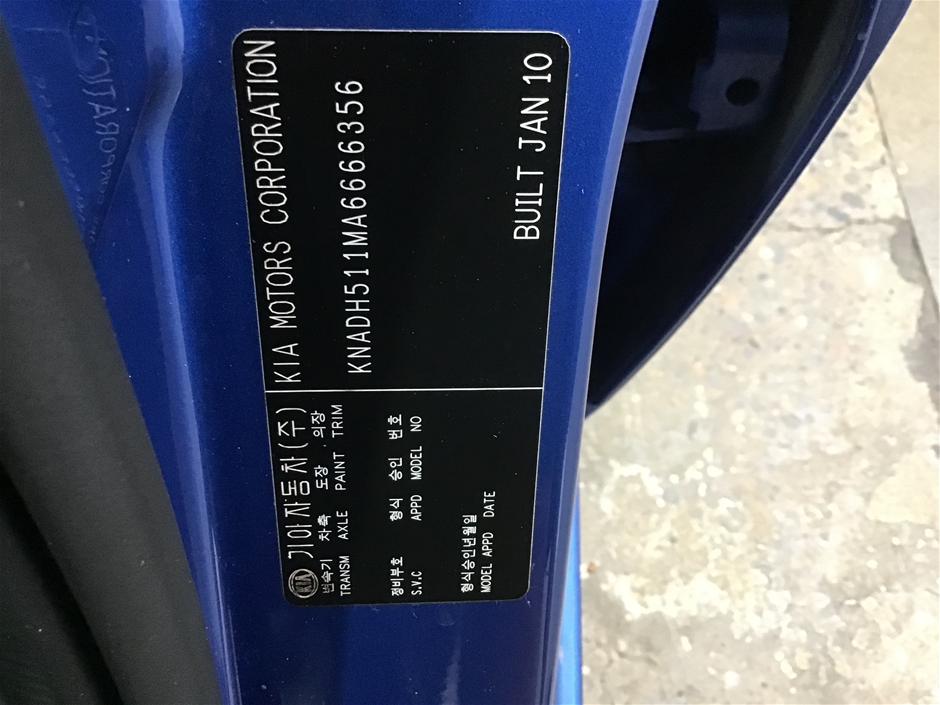 KIA 기아자동차(주) KIA MOTORS CORPORATION
변속기 차축 도장 . 의장
TRANSM AXLE PAINT TRIM
KNADH511MA6666356
정비부호 형식 승인 번호
S.V.C APPD MODEL NO
형식승인년월일
MODEL APPD DATE
BUILT JAN 10